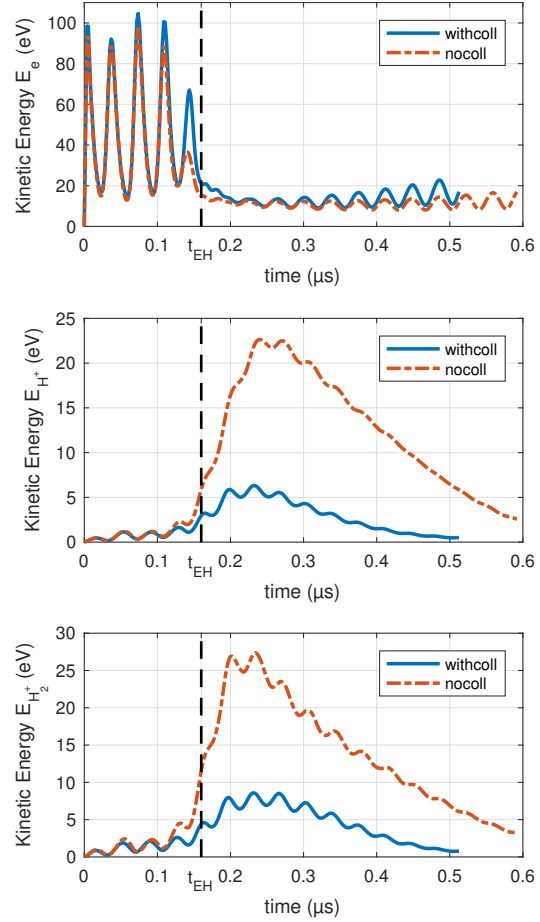 Kinetic Energy E_e (eV)
100
80
60
40
20
0
withcoll
nocoll
0
0.1
t_EH
0.2
0.3
0.4
0.5
0.6
time (μs)
Kinetic Energy E_H⁺ (eV)
25
20
15
10
5
0
withcoll
nocoll
0
0.1
t_EH
0.2
0.3
0.4
0.5
0.6
time (μs)
Kinetic Energy E_H₂⁺ (eV)
30
25
20
15
10
5
0
withcoll
nocoll
0
0.1
t_EH
0.2
0.3
0.4
0.5
0.6
time (μs)